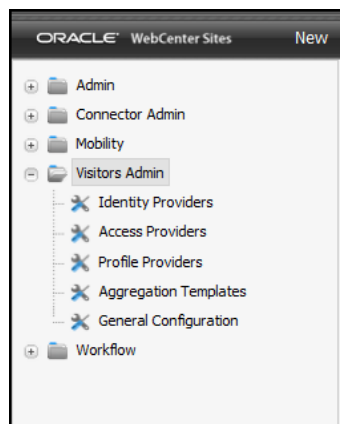 ORACLE WebCenter Sites New
Admin
Connector Admin
Mobility
Visitors Admin
Identity Providers
Access Providers
Profile Providers
Aggregation Templates
General Configuration
Workflow